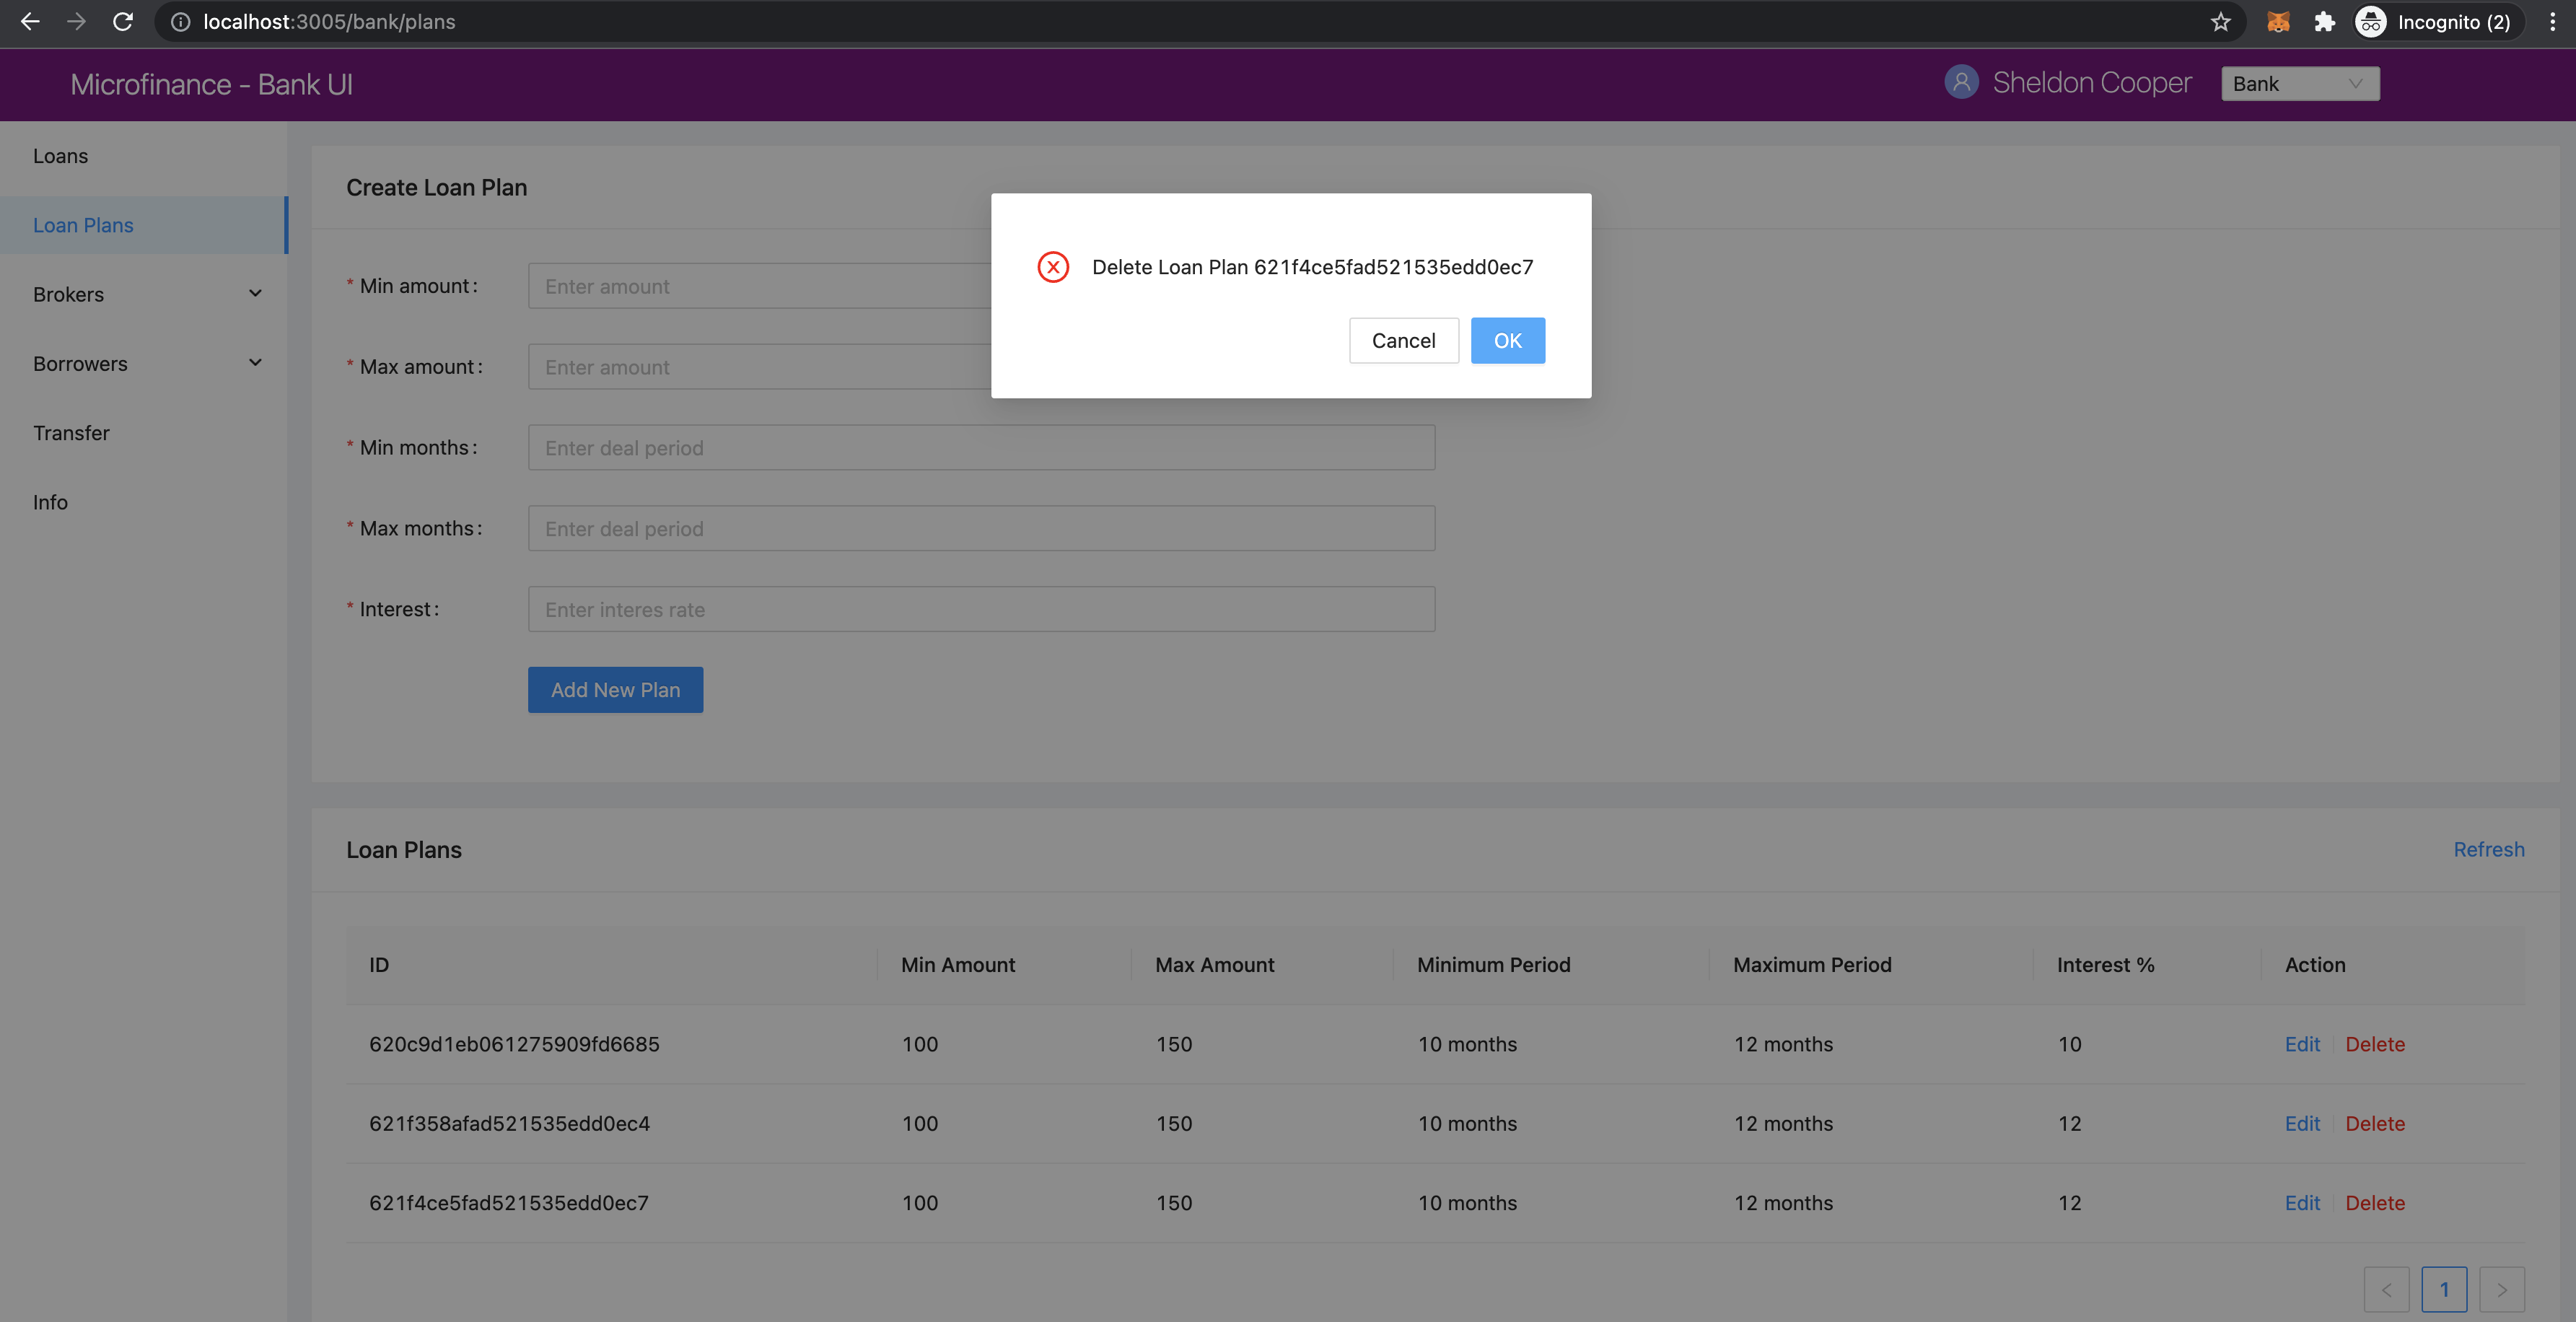 localhost:3005/bank/plans
Incognito (2)
Microfinance - Bank UI
Sheldon Cooper
Bank
Loans
Loan Plans
Brokers
Borrowers
Transfer
Info
Create Loan Plan
* Min amount:
Enter amount
* Max amount:
Enter amount
* Min months:
Enter deal period
* Max months:
Enter deal period
* Interest:
Enter interes rate
Add New Plan
Delete Loan Plan 621f4ce5fad521535edd0ec7
Cancel OK
Loan Plans
Refresh
ID Min Amount Max Amount Minimum Period Maximum Period Interest % Action
620c9d1eb061275909fd6685 100 150 10 months 12 months 10 Edit Delete
621f358afad521535edd0ec4 100 150 10 months 12 months 12 Edit Delete
621f4ce5fad521535edd0ec7 100 150 10 months 12 months 12 Edit Delete
< 1 >